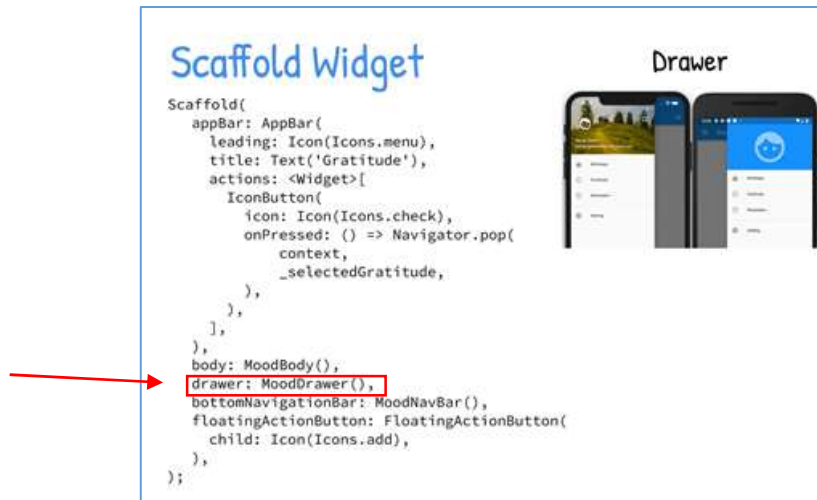 Scaffold Widget
Drawer
Scaffold(
appBar: AppBar(
leading: Icon(Icons.menu),
title: Text('Gratitude'),
actions: <Widget>[
IconButton(
icon: Icon(Icons.check),
onPressed: () => Navigator.pop(
context,
_selectedGratitude,
),
),
],
),
body: MoodBody(),
drawer: MoodDrawer(),
bottomNavigationBar: MoodNavBar(),
floatingActionButton: FloatingActionButton(
child: Icon(Icons.add),
),
);